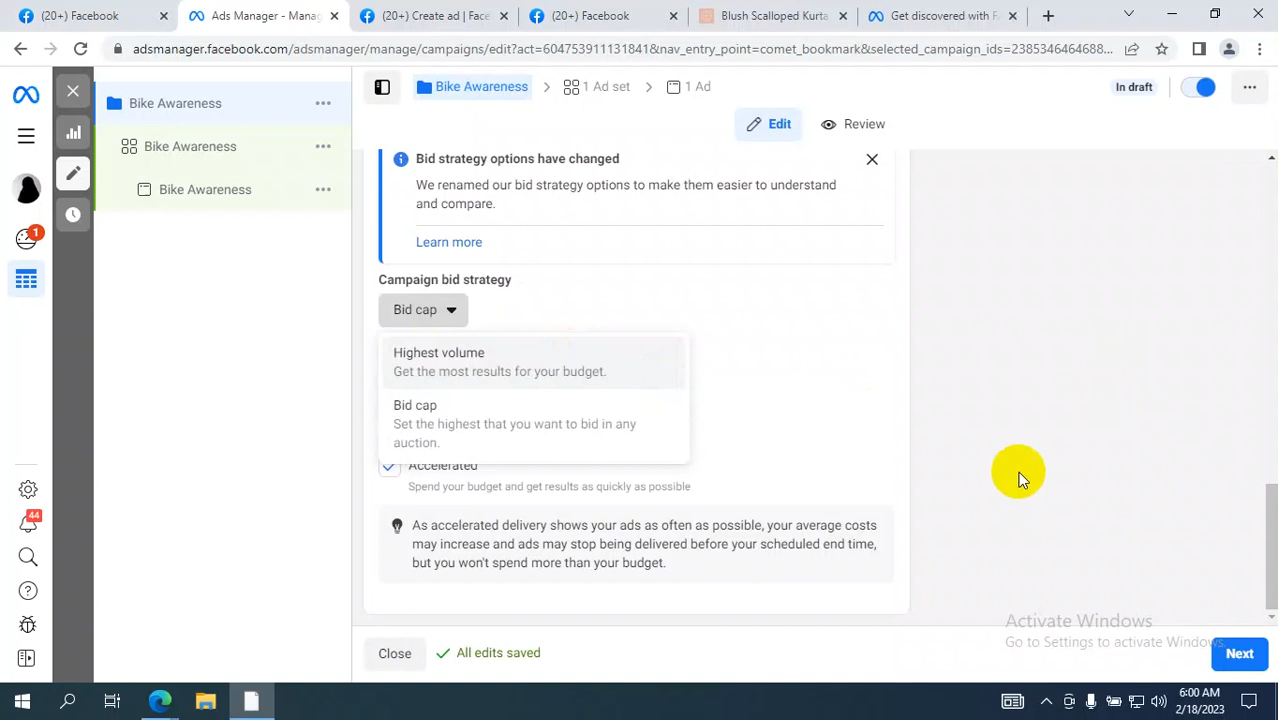 (20+) Facebook
Ads Manager - Manag
(20+) Create ad | Face
(20+) Facebook
Blush Scalloped Kurta
Get discovered with FA
adsmanager.facebook.com/adsmanager/manage/campaigns/edit?act=604753911131841&nav_entry_point=comet_bookmark&selected_campaign_ids=2385346464688...
Bike Awareness
Bike Awareness
Bike Awareness
1
44
Bike Awareness
1 Ad set
1 Ad
In draft
Edit
Review
Bid strategy options have changed
We renamed our bid strategy options to make them easier to understand
and compare.
Learn more
Campaign bid strategy
Bid cap
Highest volume
Get the most results for your budget.
Bid cap
Set the highest that you want to bid in any
auction.
Accelerated
Spend your budget and get results as quickly as possible
As accelerated delivery shows your ads as often as possible, your average costs
may increase and ads may stop being delivered before your scheduled end time,
but you won't spend more than your budget.
Activate Windows
Go to Settings to activate Windows.
Close
All edits saved
Next
6:00 AM
2/18/2023